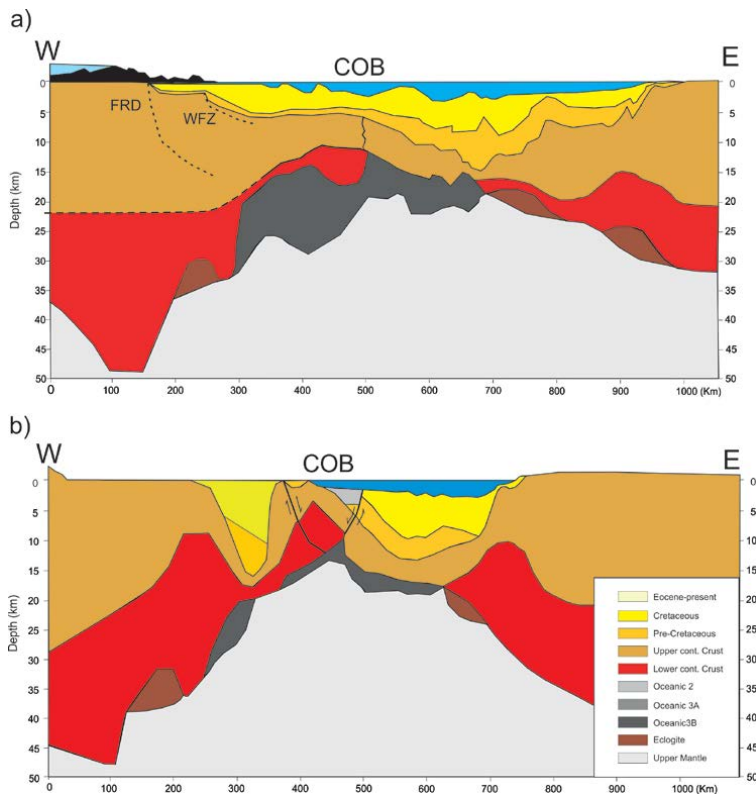 a)
W
COB
E
FRD
WFZ
Depth (km)
0
5
10
15
20
25
30
35
40
45
50
0
5
10
15
20
25
30
35
40
45
50
0
100
200
300
400
500
600
700
800
900
1000 (Km)
b)
W
COB
E
Depth (km)
0
5
10
15
20
25
30
35
40
45
50
0
5
10
15
20
25
30
35
40
45
50
Eocene-present
Cretaceous
Pre-Cretaceous
Upper cont. Crust
Lower cont. Crust
Oceanic 2
Oceanic 3A
Oceanic3B
Eclogite
Upper Mantle
0
100
200
300
400
500
600
700
800
900
1000 (Km)